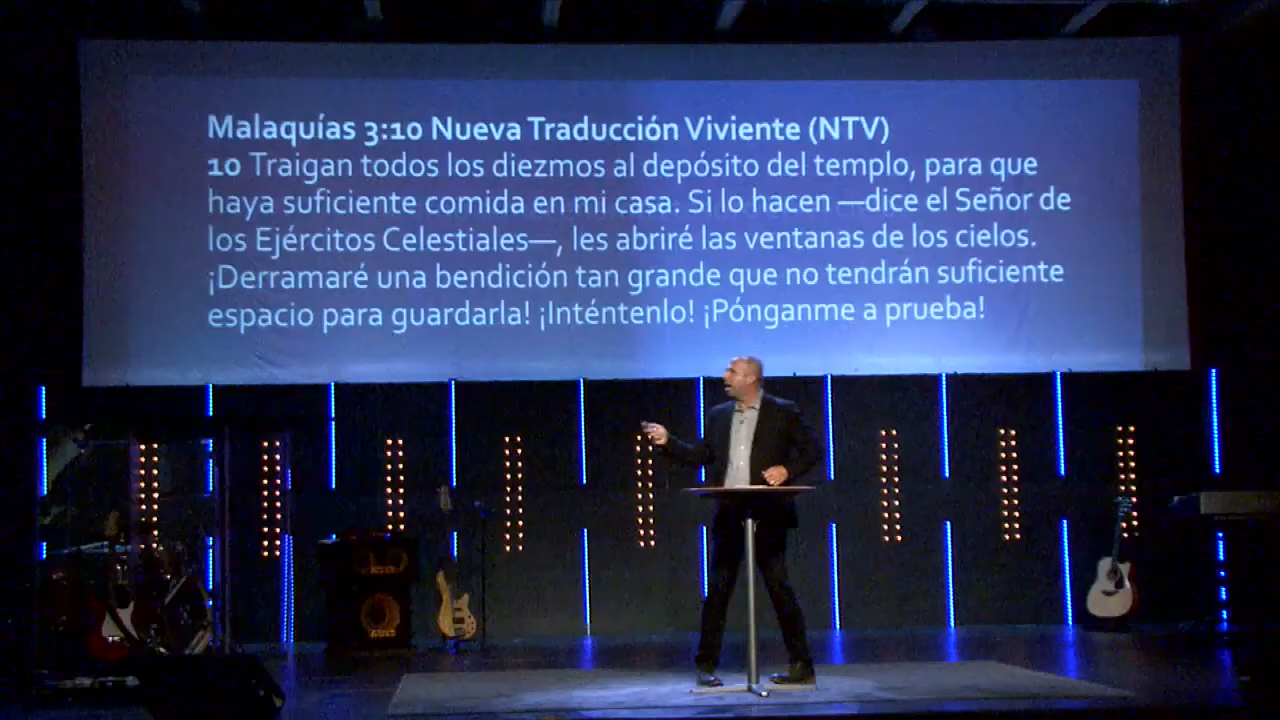 Malaquías 3:10 Nueva Traducción Viviente (NTV)
10 Traigan todos los diezmos al depósito del templo, para que
haya suficiente comida en mi casa. Si lo hacen —dice el Señor de
los Ejércitos Celestiales—, les abriré las ventanas de los cielos.
¡Derramaré una bendición tan grande que no tendrán suficiente
espacio para guardarla! ¡Inténtenlo! ¡Pónganme a prueba!